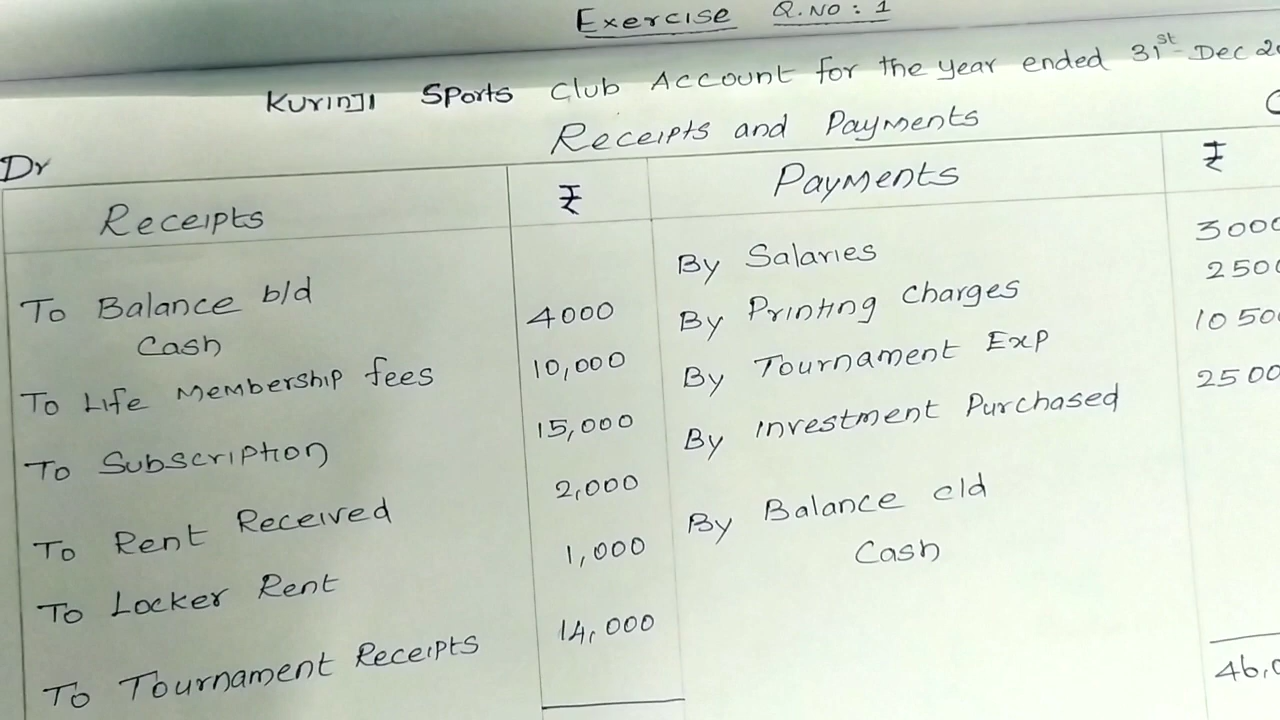 Exercise Q.NO : 1
Kurinji Sports Club Account for the year ended 31st Dec
Receipts and Payments
Dr
Receipts ₹ Payments ₹
To Balance b/d
Cash 4000
To Life Membership fees 10,000
To Subscription 15,000
To Rent Received 2,000
To Locker Rent 1,000
To Tournament Receipts 14,000
By Salaries 3000
By Printing Charges 2500
By Tournament Exp 10500
By Investment Purchased 2500
By Balance c/d
Cash
46,0